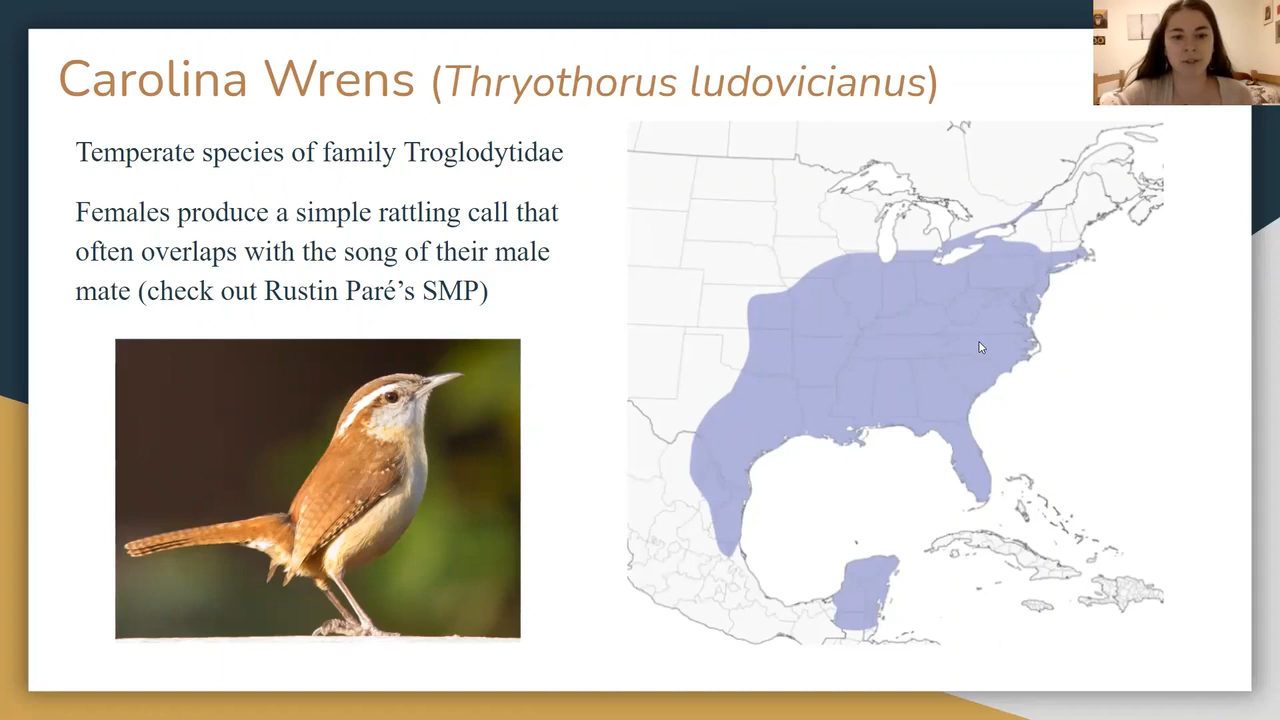 Carolina Wrens (Thryothorus ludovicianus)
Temperate species of family Troglodytidae
Females produce a simple rattling call that
often overlaps with the song of their male
mate (check out Rustin Paré’s SMP)